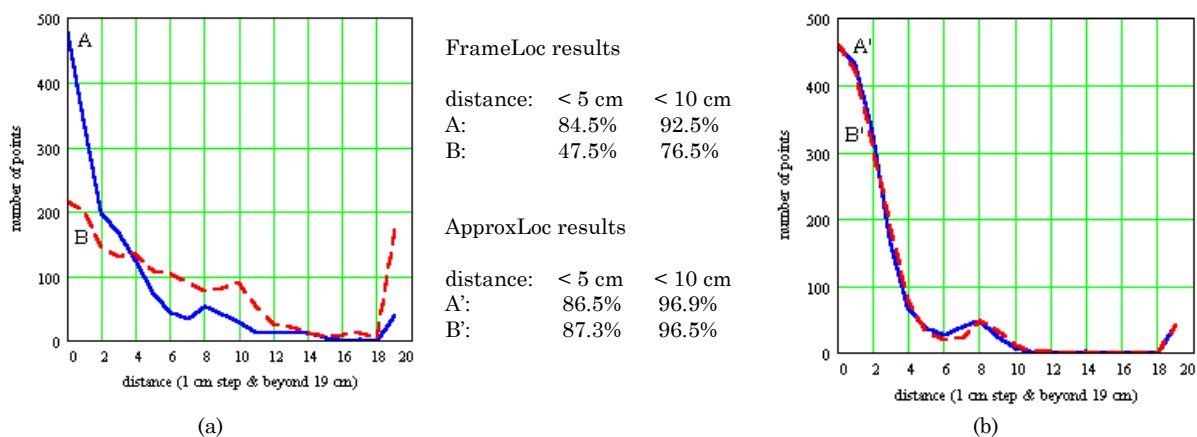 500
400
300
200
100
0
number of points
A
B
0 2 4 6 8 10 12 14 16 18 20
distance (1 cm step & beyond 19 cm)
(a)
FrameLoc results
distance: < 5 cm < 10 cm
A: 84.5% 92.5%
B: 47.5% 76.5%
ApproxLoc results
distance: < 5 cm < 10 cm
A’: 86.5% 96.9%
B’: 87.3% 96.5%
500
400
300
200
100
0
number of points
A'
B'
0 2 4 6 8 10 12 14 16 18 20
distance (1 cm step & beyond 19 cm)
(b)